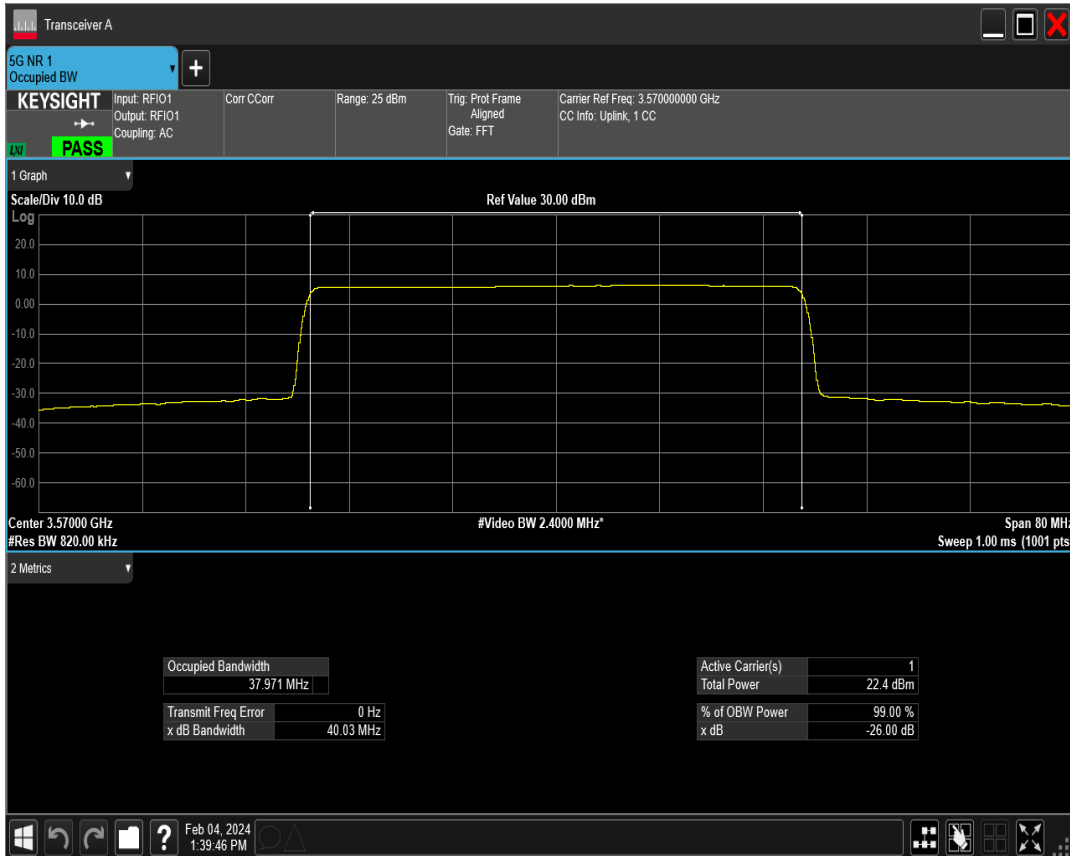 Transceiver A
5G NR 1
Occupied BW
KEYSIGHT
LXI
PASS
Input: RFIO1
Output: RFIO1
Coupling: AC
Corr CCorr
Range: 25 dBm
Trig: Prot Frame
Aligned
Gate: FFT
Carrier Ref Freq: 3.570000000 GHz
CC Info: Uplink, 1 CC
1 Graph
Scale/Div 10.0 dB
Ref Value 30.00 dBm
Log
20.0
10.0
0.00
-10.0
-20.0
-30.0
-40.0
-50.0
-60.0
Center 3.57000 GHz
#Video BW 2.4000 MHz*
Span 80 MHz
#Res BW 820.00 kHz
Sweep 1.00 ms (1001 pts
2 Metrics
Occupied Bandwidth
37.971 MHz
Transmit Freq Error 0 Hz
x dB Bandwidth 40.03 MHz
Active Carrier(s) 1
Total Power 22.4 dBm
% of OBW Power 99.00 %
x dB -26.00 dB
?
Feb 04, 2024
1:39:46 PM